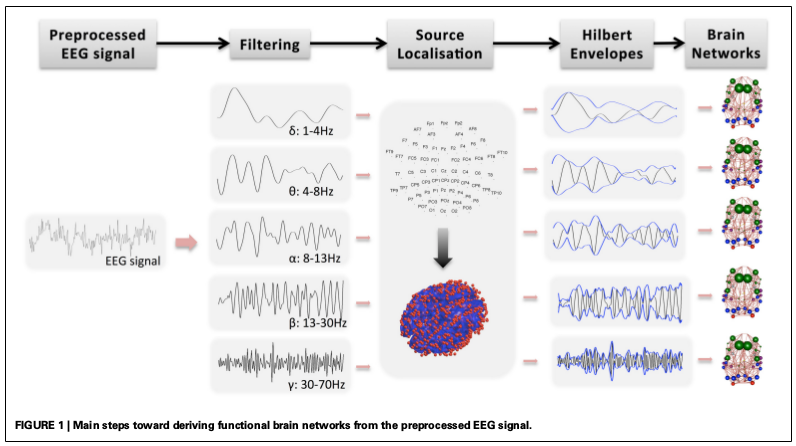 Preprocessed
EEG signal
Filtering
Source
Localisation
Hilbert
Envelopes
Brain
Networks
EEG signal
δ: 1-4Hz
θ: 4-8Hz
α: 8-13Hz
β: 13-30Hz
γ: 30-70Hz
Fp1 Fpz Fp2
AF7 AF8
AF3 AF4
F7 F5 F3 F1 Fz F2 F4 F6 F8
FT9 FT7 FC5 FC3 FC1 FC2 FC4 FC6 FT8 FT10
T7 C5 C3 C1 Cz C2 C4 C6 T8
TP9 TP7 CP5 CP3 CP1 CPZ CP2 CP4 CP6 TP8 TP10
P7 P5 P3 P1 Pz P2 P4 P6 P8
PO7 PO3 POz PO4 PO8
O1 Oz O2
FIGURE 1 | Main steps toward deriving functional brain networks from the preprocessed EEG signal.